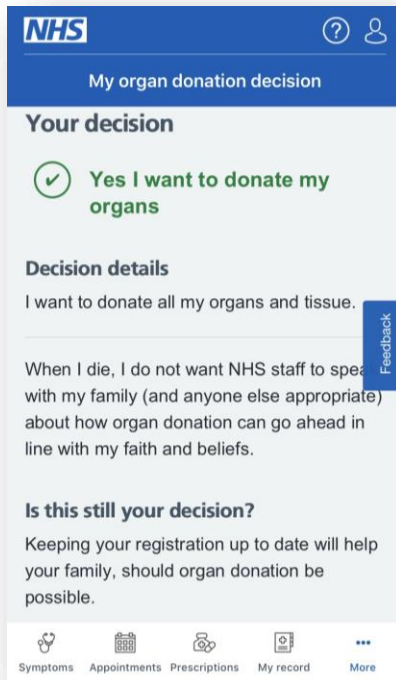 NHS
?
My organ donation decision
Your decision
Yes I want to donate my
organs
Decision details
I want to donate all my organs and tissue.
Feedback
When I die, I do not want NHS staff to spea
with my family (and anyone else appropriate)
about how organ donation can go ahead in
line with my faith and beliefs.
Is this still your decision?
Keeping your registration up to date will help
your family, should organ donation be
possible.
Symptoms Appointments Prescriptions My record More